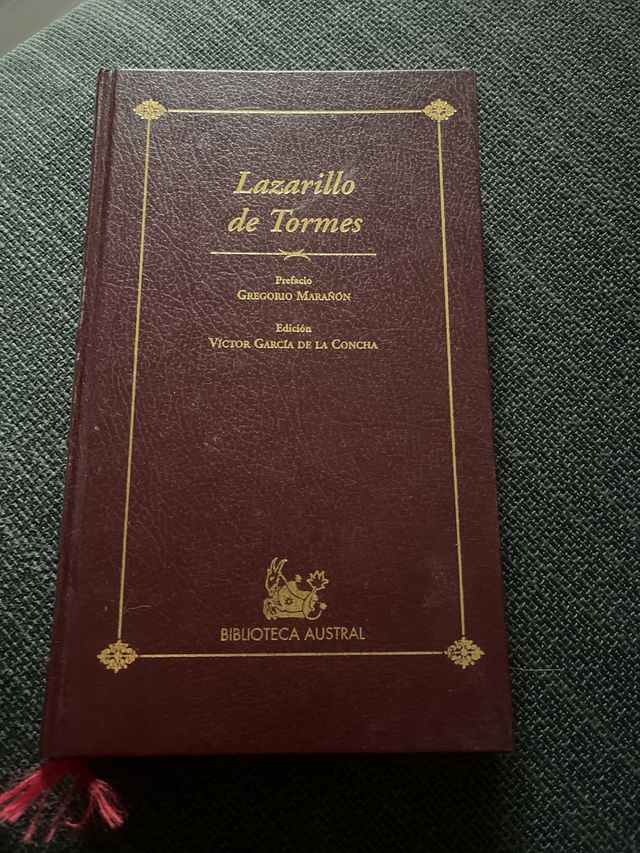 Lazarillo
de Tormes
Prefacio
GREGORIO MARAÑÓN
Edición
VÍCTOR GARCÍA DE LA CONCHA
BIBLIOTECA AUSTRAL